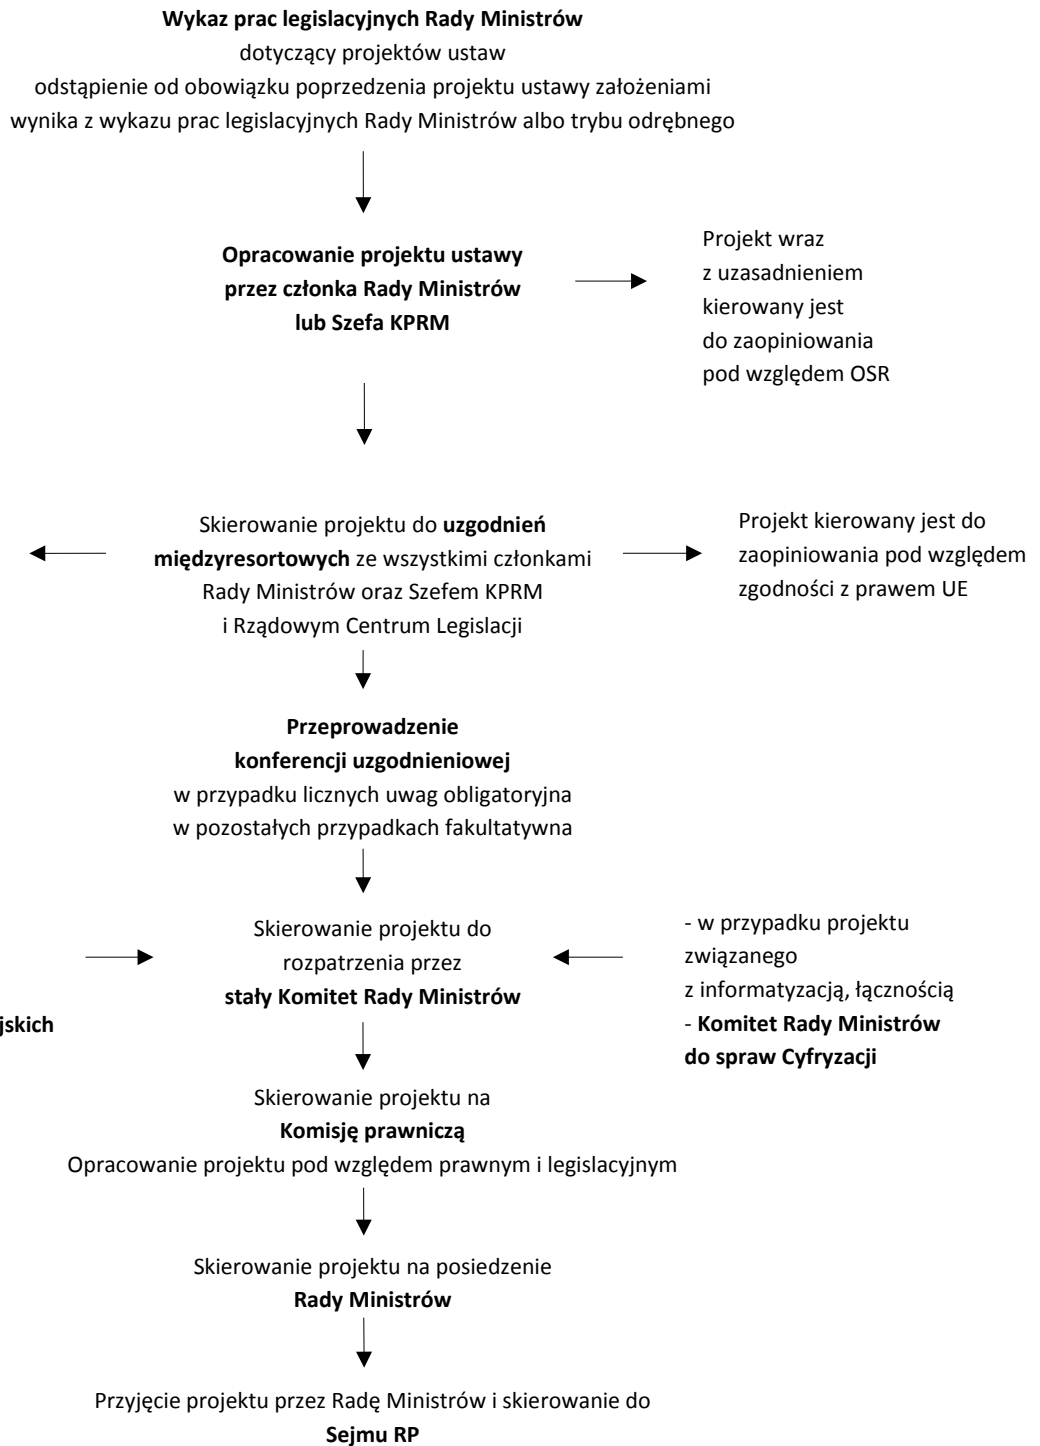 Wykaz prac legislacyjnych Rady Ministrów
dotyczący projektów ustaw
odstąpienie od obowiązku poprzedzenia projektu ustawy założeniami
wynika z wykazu prac legislacyjnych Rady Ministrów albo trybu odrębnego
Opracowanie projektu ustawy
przez członka Rady Ministrów
lub Szefa KPRM
Projekt wraz
z uzasadnieniem
kierowany jest
do zaopiniowania
pod względem OSR
Skierowanie projektu do uzgodnień
międzyresortowych ze wszystkimi członkami
Rady Ministrów oraz Szefem KPRM
i Rządowym Centrum Legislacji
Projekt kierowany jest do
zaopiniowania pod względem
zgodności z prawem UE
Przeprowadzenie
konferencji uzgodnieniowej
w przypadku licznych uwag obligatoryjna
w pozostałych przypadkach fakultatywna
Skierowanie projektu do
rozpatrzenia przez
stały Komitet Rady Ministrów
- w przypadku projektu
związanego
z informatyzacją, łącznością
- Komitet Rady Ministrów
do spraw Cyfryzacji
jskich
Skierowanie projektu na
Komisję prawniczą
Opracowanie projektu pod względem prawnym i legislacyjnym
Skierowanie projektu na posiedzenie
Rady Ministrów
Przyjęcie projektu przez Radę Ministrów i skierowanie do
Sejmu RP